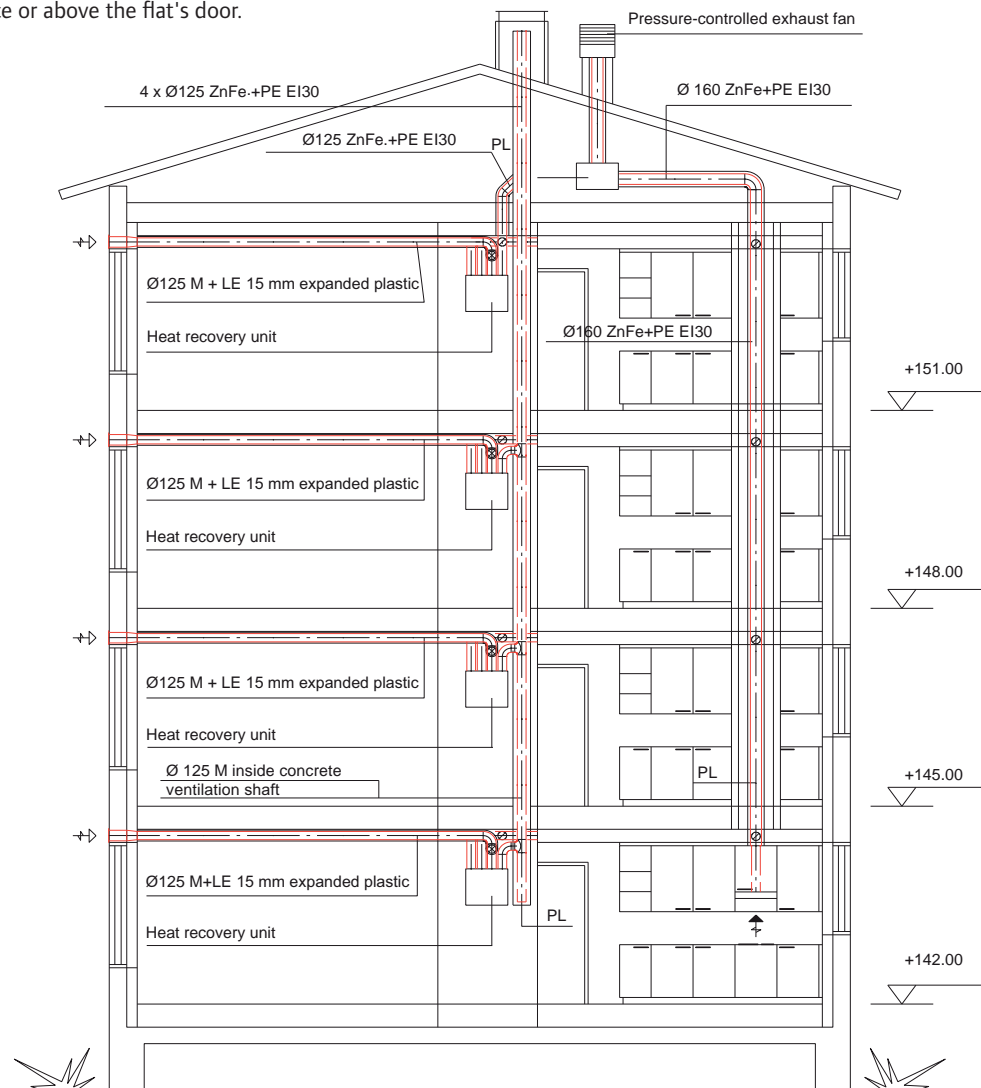 or above the flat's door.
Pressure-controlled exhaust fan
4 x Ø125 ZnFe.+PE EI30
Ø 160 ZnFe+PE EI30
Ø125 ZnFe.+PE EI30
PL
Ø125 M + LE 15 mm expanded plastic
Heat recovery unit
Ø160 ZnFe+PE EI30
+151.00
Ø125 M + LE 15 mm expanded plastic
Heat recovery unit
+148.00
Ø125 M + LE 15 mm expanded plastic
Heat recovery unit
Ø 125 M inside concrete
ventilation shaft
PL
+145.00
Ø125 M+LE 15 mm expanded plastic
PL
Heat recovery unit
+142.00